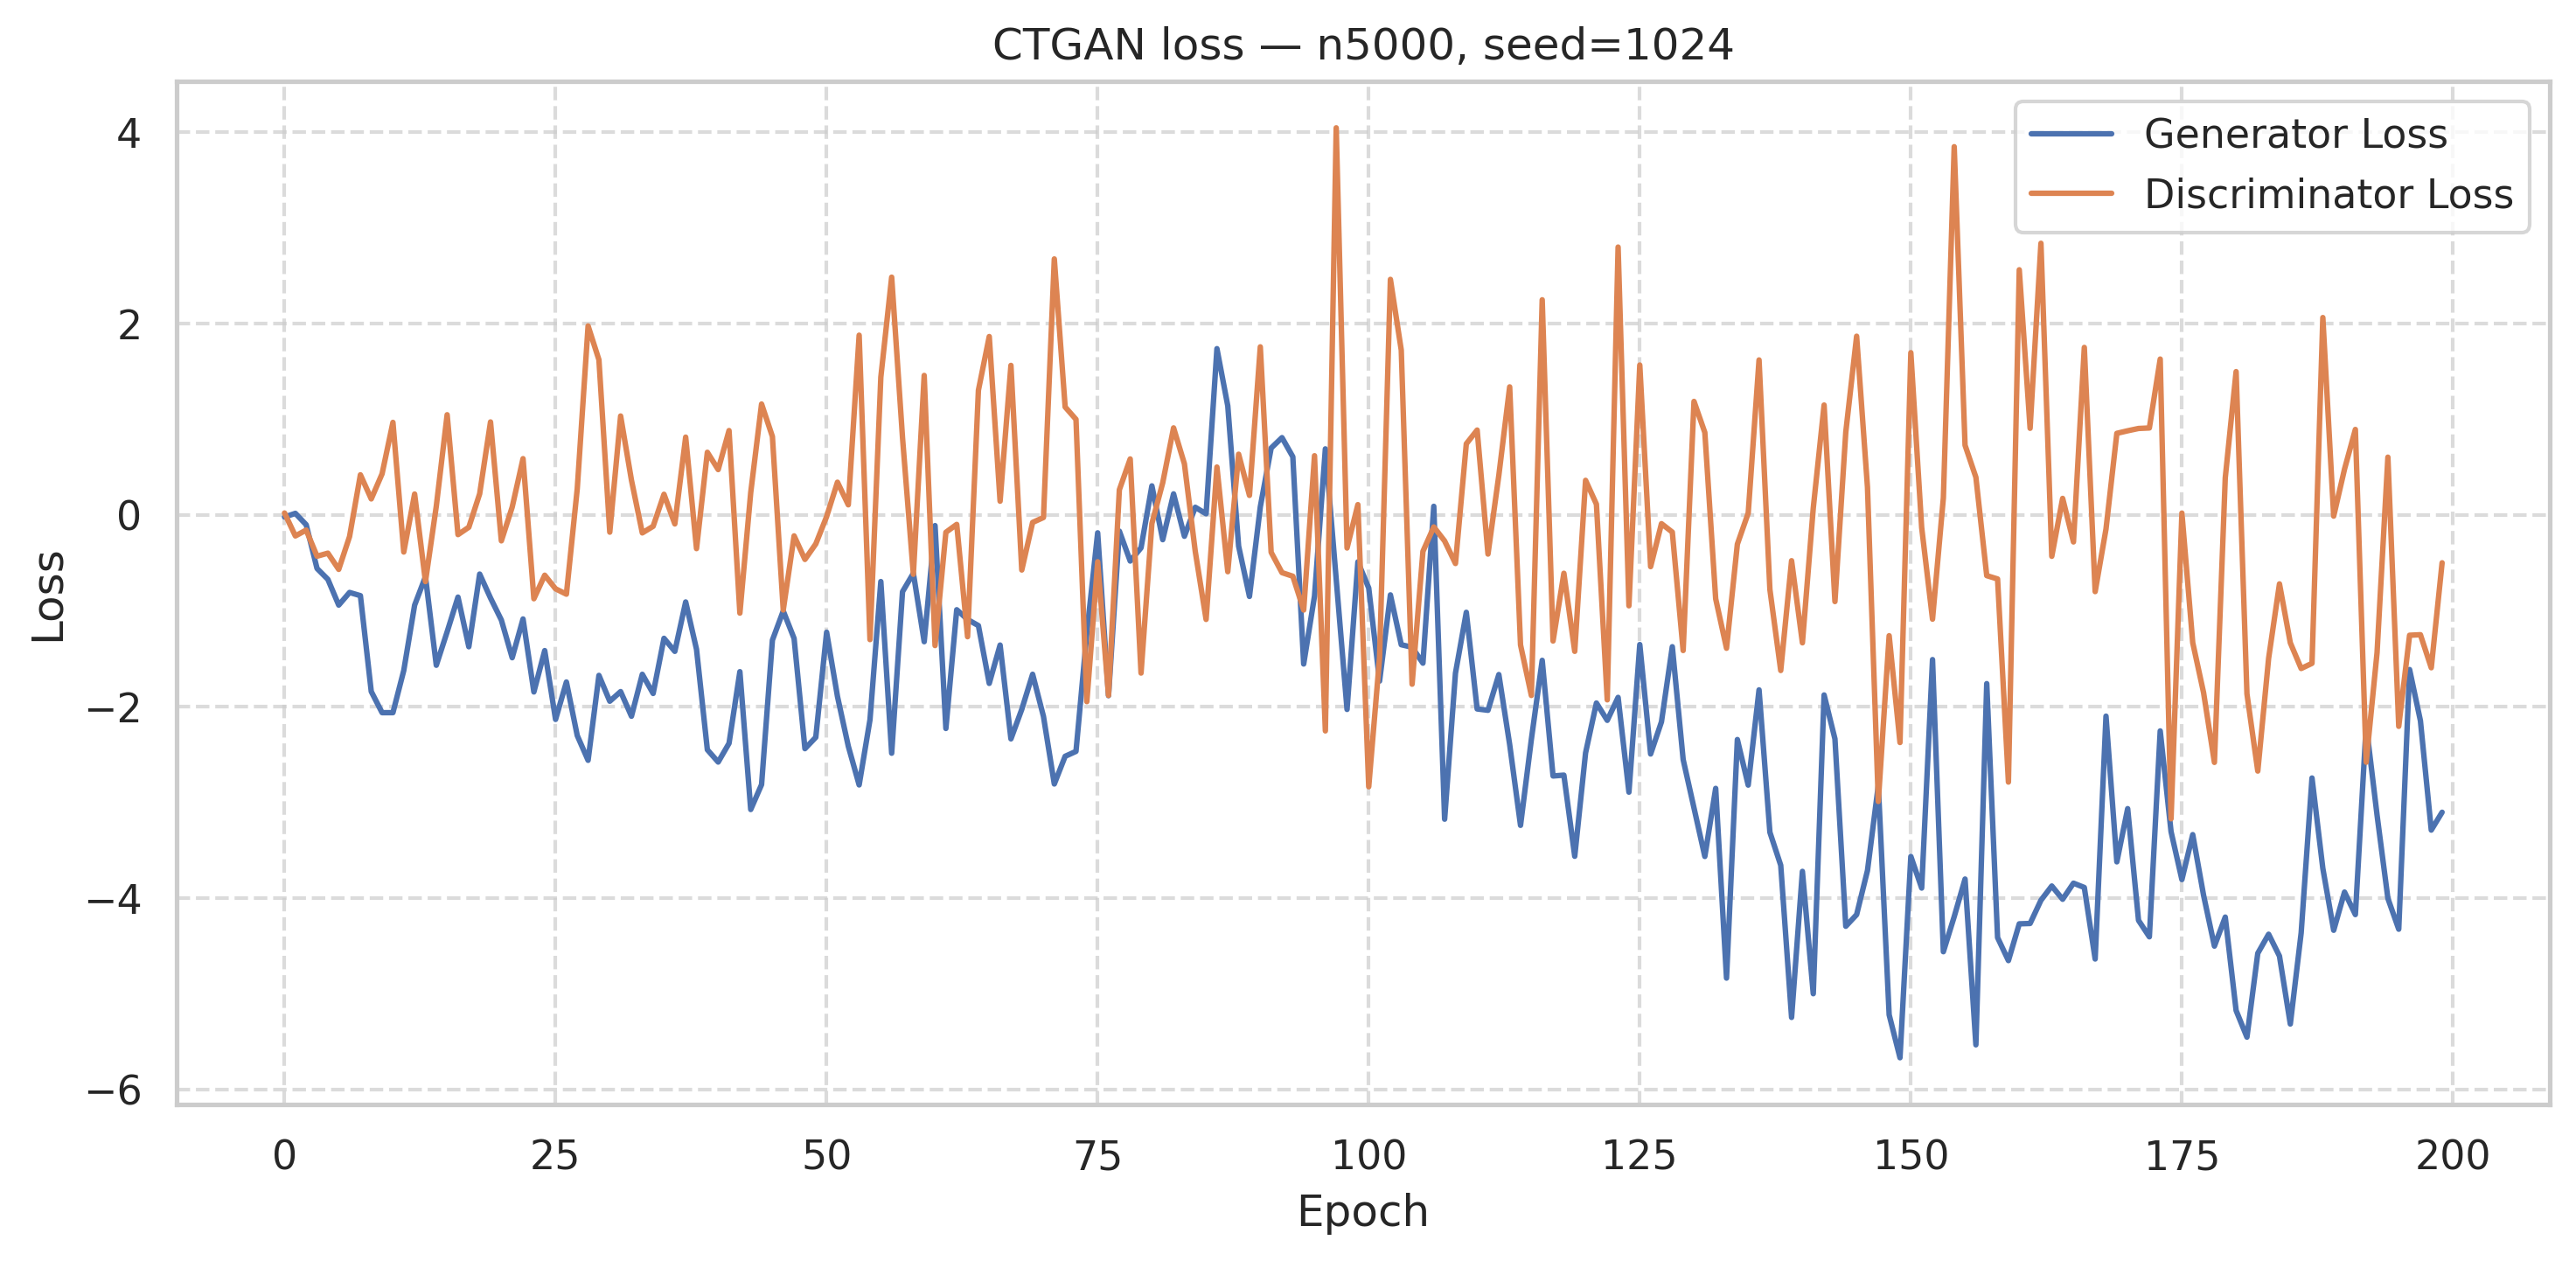 CTGAN loss — n5000, seed=1024
Generator Loss
Discriminator Loss
Loss
4
2
0
−2
−4
−6
0 25 50 75 100 125 150 175 200
Epoch